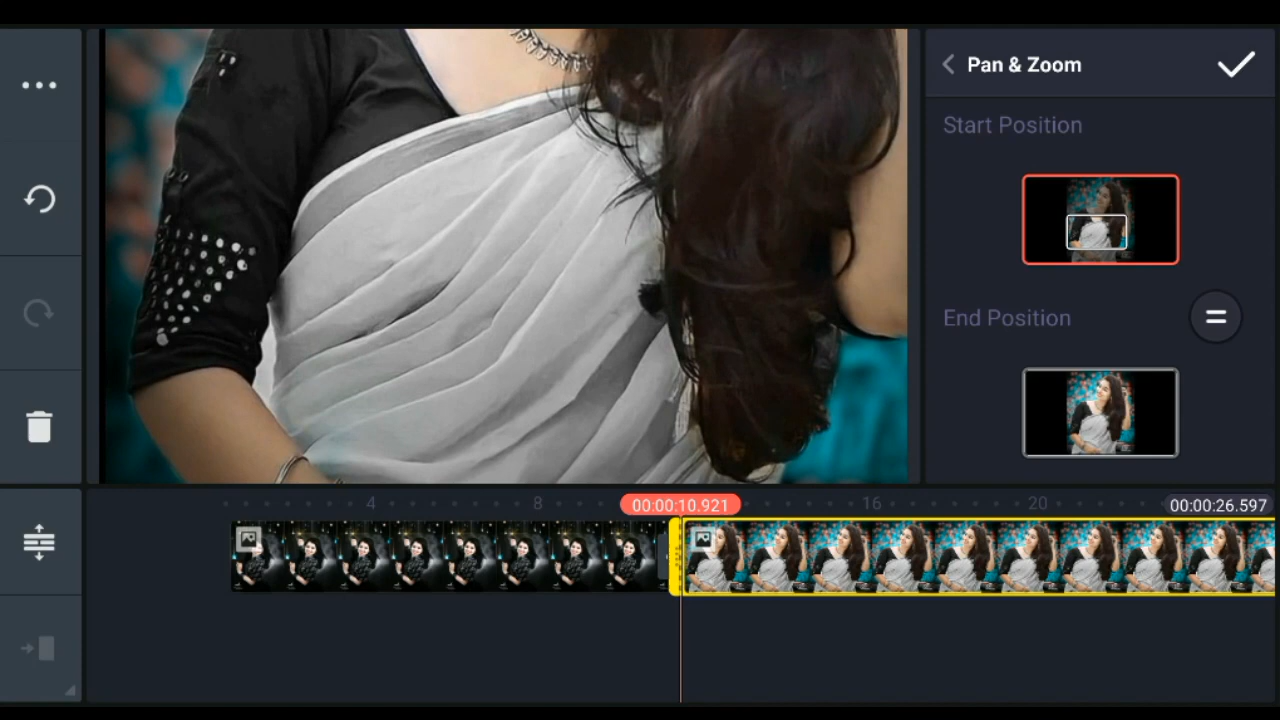 Pan & Zoom
Start Position
End Position
4
8
00:00:10.921
16
20
00:00:26.597